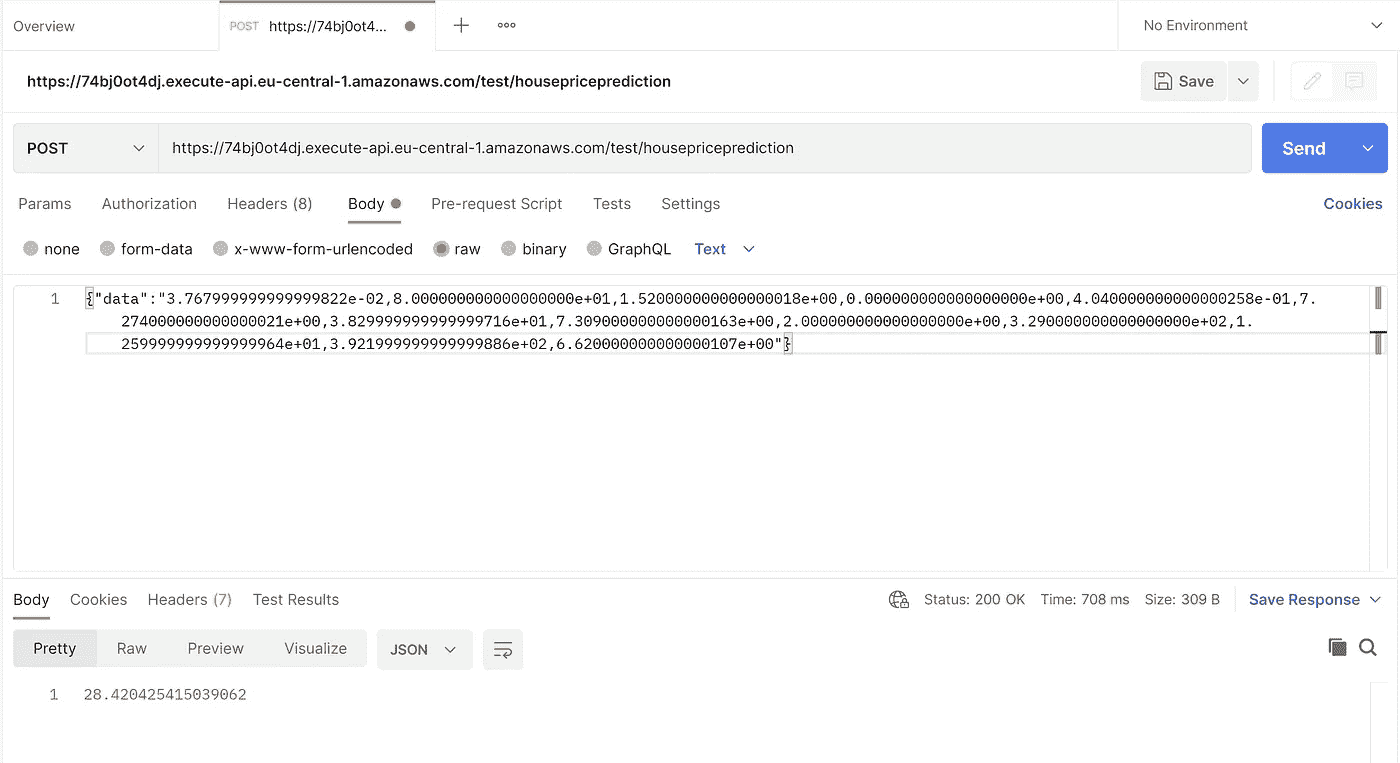 Overview
POST https://74bj0ot4...
No Environment
https://74bj0ot4dj.execute-api.eu-central-1.amazonaws.com/test/housepriceprediction
Save
POST
https://74bj0ot4dj.execute-api.eu-central-1.amazonaws.com/test/housepriceprediction
Send
Params Authorization Headers (8) Body Pre-request Script Tests Settings Cookies
none form-data x-www-form-urlencoded raw binary GraphQL Text
1 {"data":"3.767999999999999822e-02,8.000000000000000000e+01,1.520000000000000018e+00,0.000000000000000000e+00,4.040000000000000258e-01,7.
274000000000000021e+00,3.829999999999999716e+01,7.309000000000000163e+00,2.000000000000000000e+00,3.290000000000000000e+02,1.
259999999999999964e+01,3.921999999999999886e+02,6.620000000000000107e+00"}
Body Cookies Headers (7) Test Results Status: 200 OK Time: 708 ms Size: 309 B Save Response
Pretty Raw Preview Visualize JSON
1 28.420425415039062